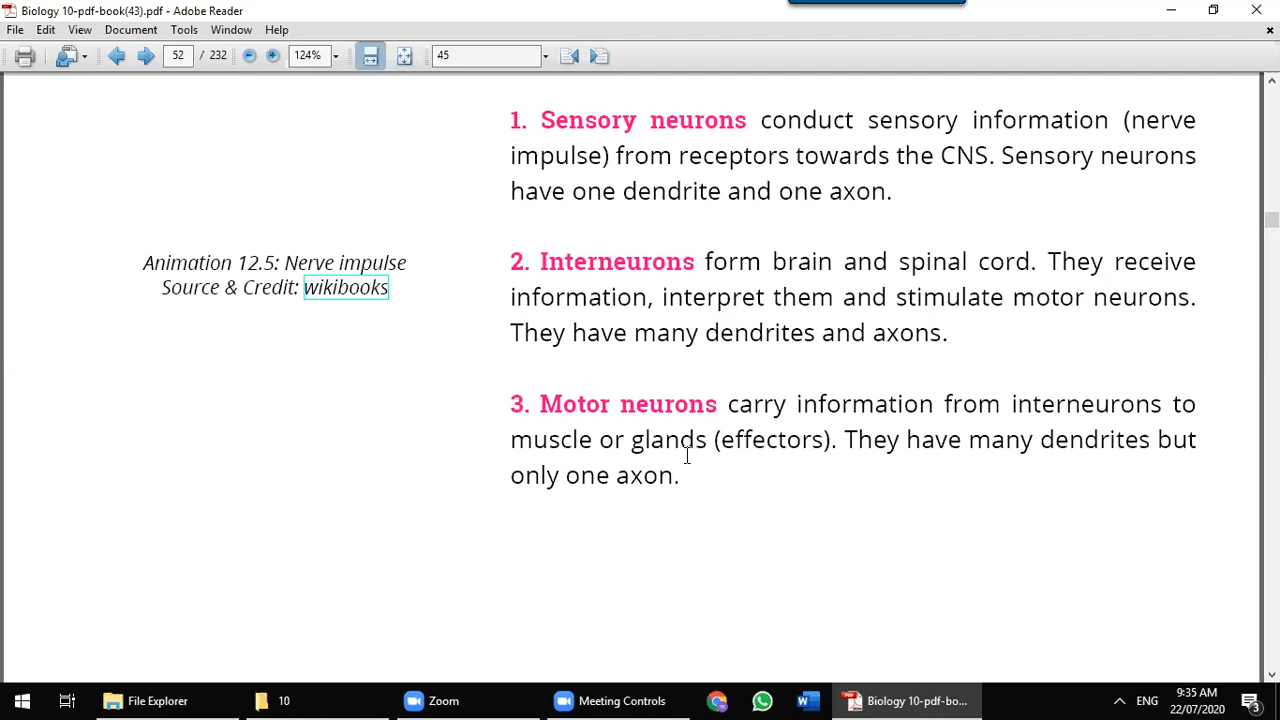 Biology 10-pdf-book(43).pdf - Adobe Reader
File Edit View Document Tools Window Help
52 / 232 124% 45
1. Sensory neurons conduct sensory information (nerve
impulse) from receptors towards the CNS. Sensory neurons
have one dendrite and one axon.
Animation 12.5: Nerve impulse
Source & Credit: wikibooks
2. Interneurons form brain and spinal cord. They receive
information, interpret them and stimulate motor neurons.
They have many dendrites and axons.
3. Motor neurons carry information from interneurons to
muscle or glands (effectors). They have many dendrites but
only one axon.
File Explorer 10 Zoom Meeting Controls Biology 10-pdf-bo... ENG 9:35 AM
22/07/2020 3